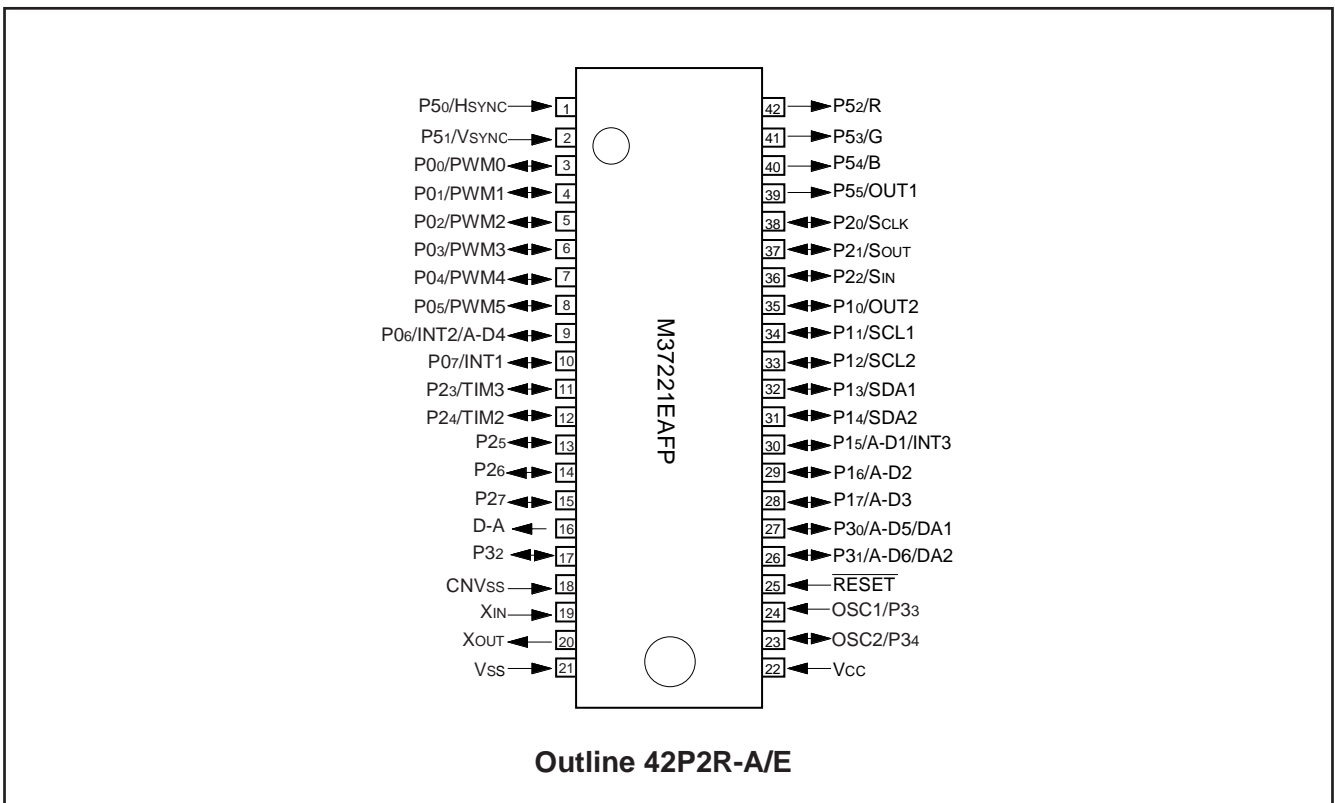 P50/HSYNC 1
P51/VSYNC 2
P00/PWM0 3
P01/PWM1 4
P02/PWM2 5
P03/PWM3 6
P04/PWM4 7
P05/PWM5 8
P06/INT2/A-D4 9
P07/INT1 10
P23/TIM3 11
P24/TIM2 12
P25 13
P26 14
P27 15
D-A 16
P32 17
CNVSS 18
XIN 19
XOUT 20
VSS 21
M37221EAFP
42 P52/R
41 P53/G
40 P54/B
39 P55/OUT1
38 P20/SCLK
37 P21/SOUT
36 P22/SIN
35 P10/OUT2
34 P11/SCL1
33 P12/SCL2
32 P13/SDA1
31 P14/SDA2
30 P15/A-D1/INT3
29 P16/A-D2
28 P17/A-D3
27 P30/A-D5/DA1
26 P31/A-D6/DA2
25 RESET
24 OSC1/P33
23 OSC2/P34
22 VCC
Outline 42P2R-A/E